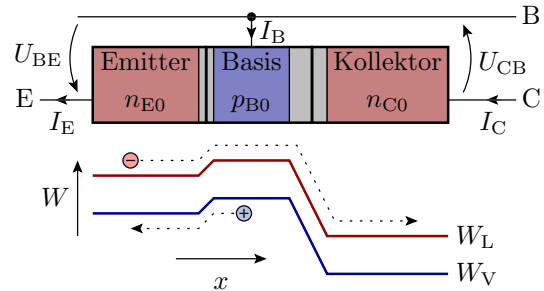 B
I_B
U_BE
Emitter Basis Kollektor
U_CB
n_E0 p_B0 n_C0
E C
I_E I_C
−
W
+
W_L
W_V
x